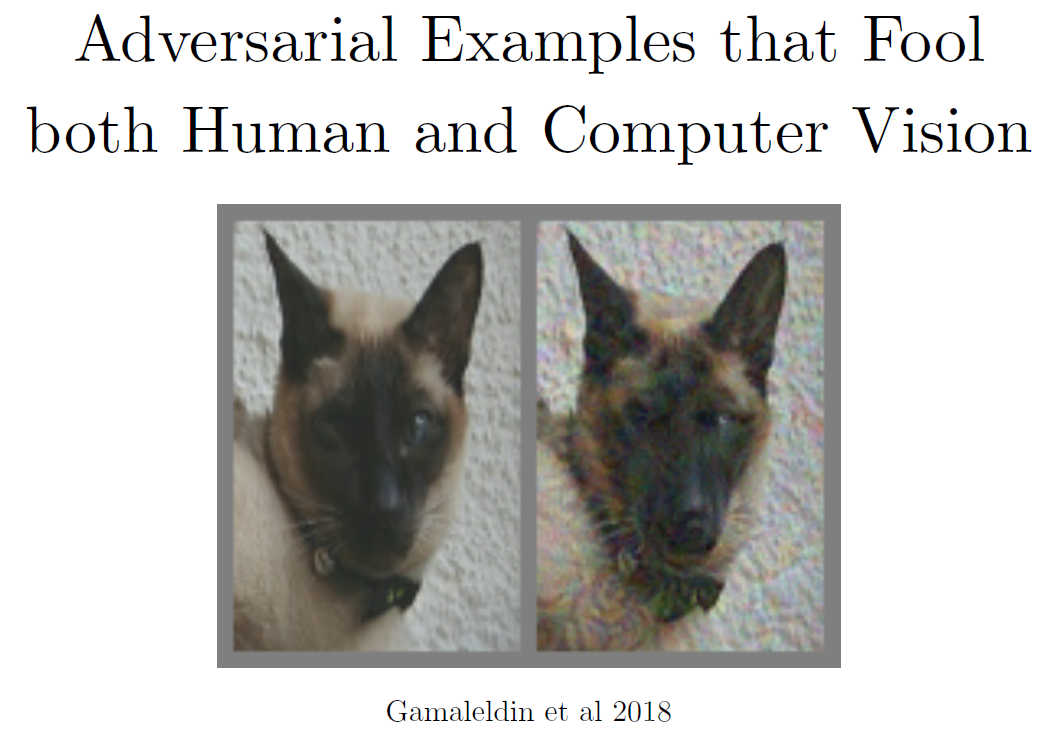 Adversarial Examples that Fool
both Human and Computer Vision
Gamaleldin et al 2018